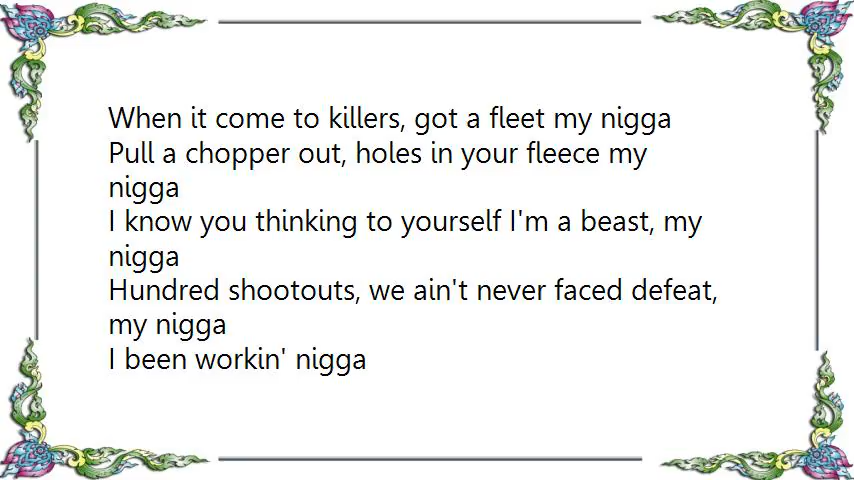 When it come to killers, got a fleet my nigga
Pull a chopper out, holes in your fleece my
nigga
I know you thinking to yourself I'm a beast, my
nigga
Hundred shootouts, we ain't never faced defeat,
my nigga
I been workin' nigga